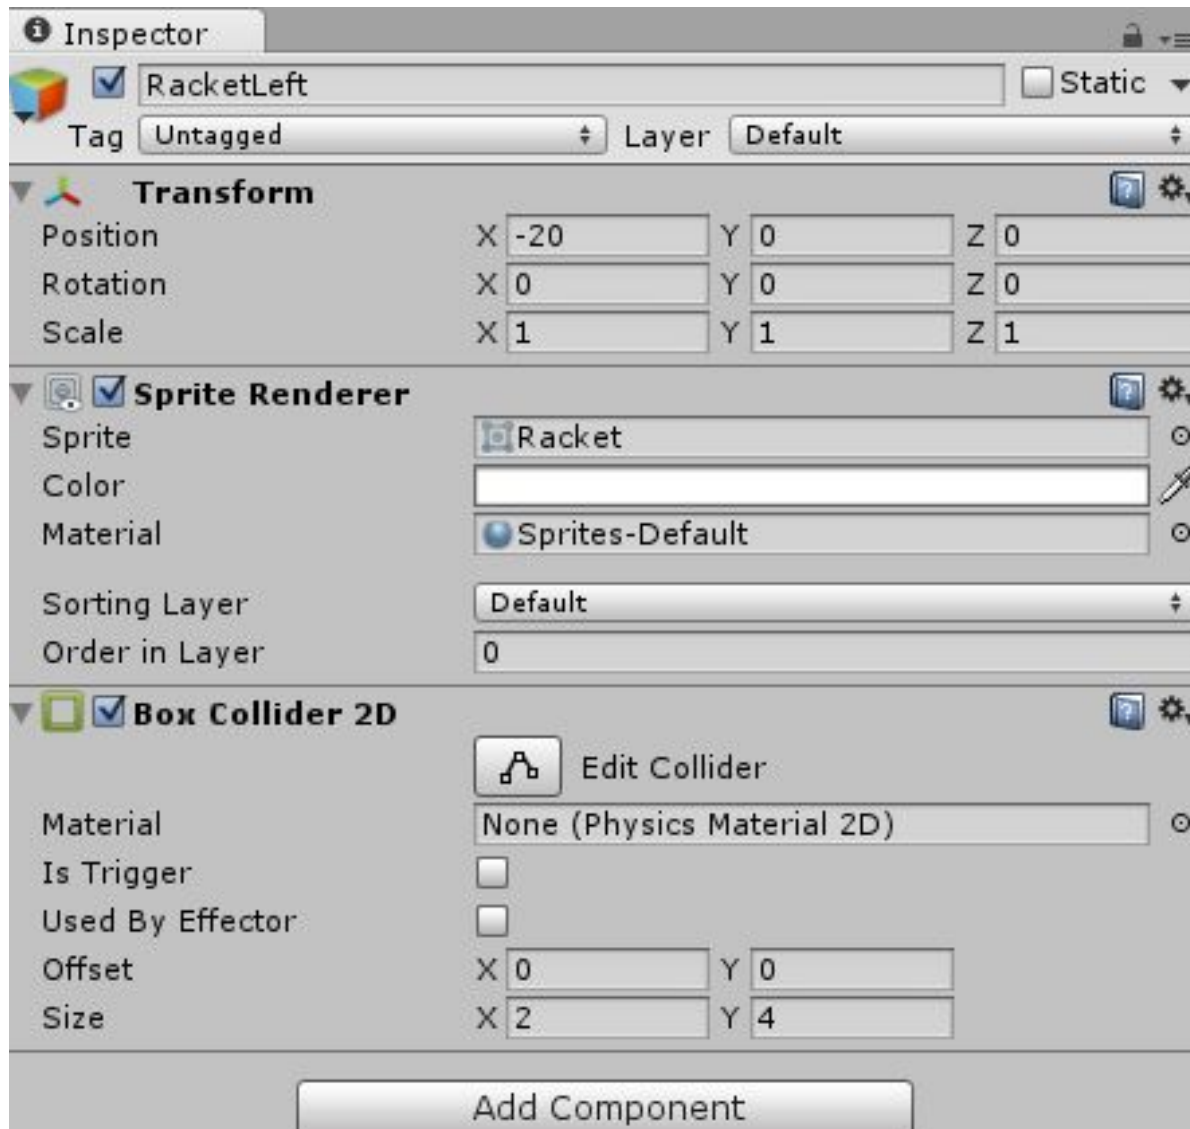 Inspector
RacketLeft Static
Tag Untagged Layer Default
Transform
Position X -20 Y 0 Z 0
Rotation X 0 Y 0 Z 0
Scale X 1 Y 1 Z 1
Sprite Renderer
Sprite Racket
Color
Material Sprites-Default
Sorting Layer Default
Order in Layer 0
Box Collider 2D
Edit Collider
Material None (Physics Material 2D)
Is Trigger
Used By Effector
Offset X 0 Y 0
Size X 2 Y 4
Add Component